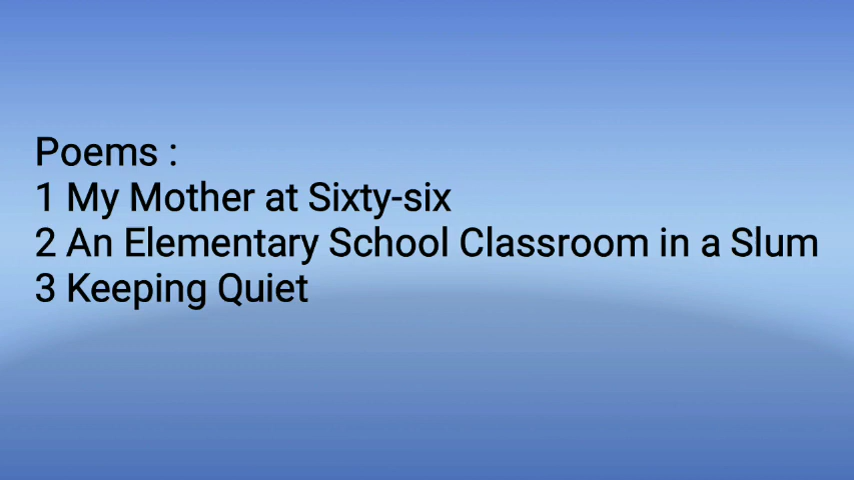 Poems :
1 My Mother at Sixty-six
2 An Elementary School Classroom in a Slum
3 Keeping Quiet